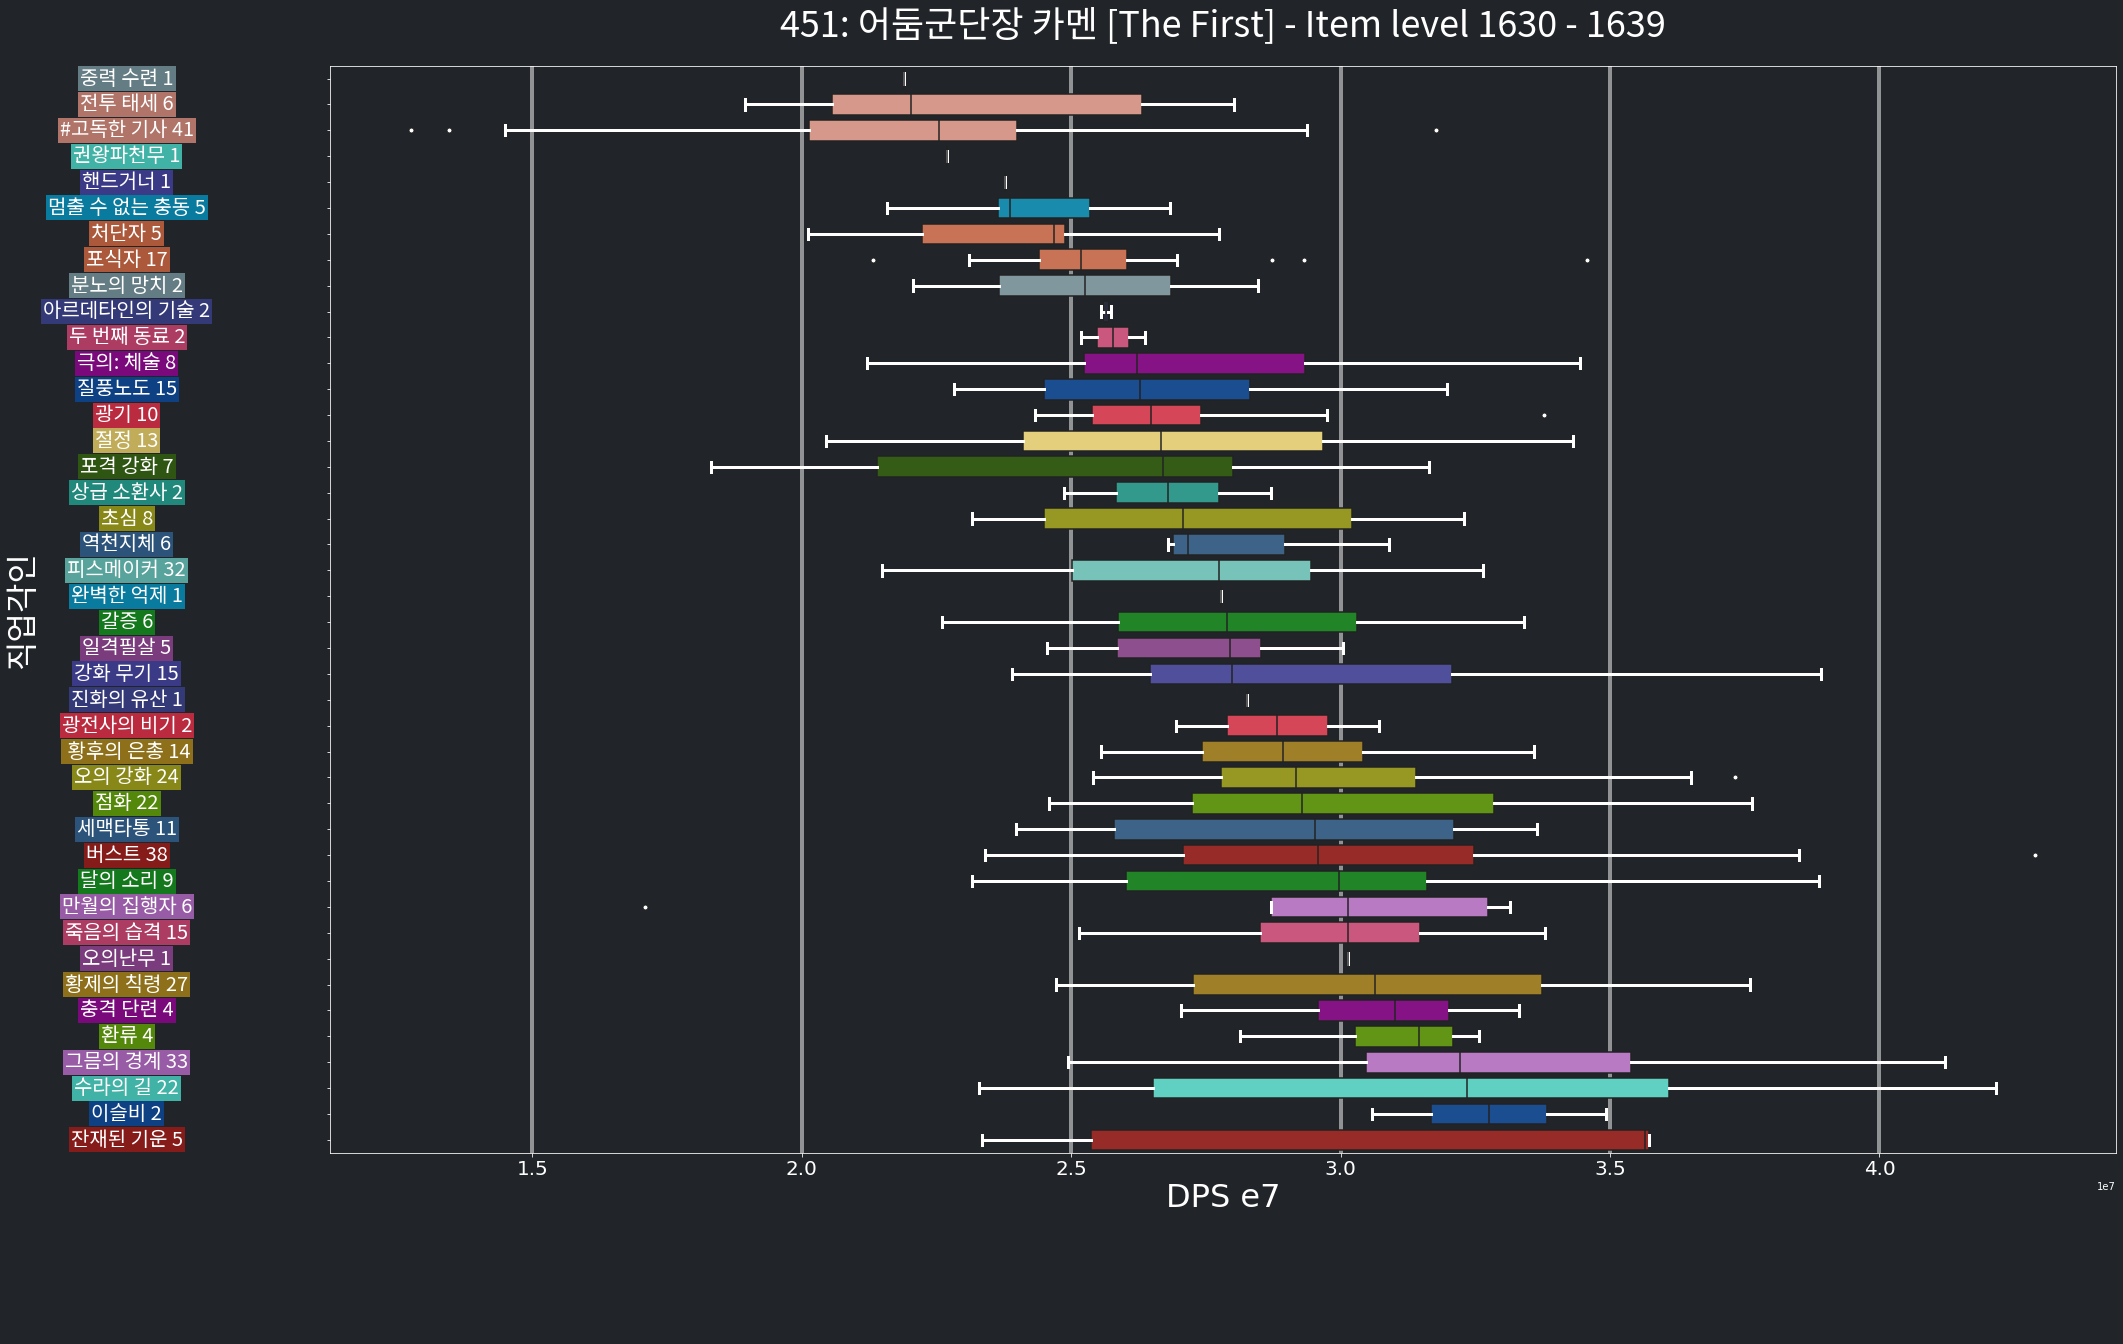 451: 어둠군단장 카멘 [The First] - Item level 1630 - 1639
중력 수련 1
전투 태세 6
#고독한 기사 41
권왕파천무 1
핸드거너 1
멈출 수 없는 충동 5
처단자 5
포식자 17
분노의 망치 2
아르데타인의 기술 2
두 번째 동료 2
극의: 체술 8
질풍노도 15
광기 10
절정 13
포격 강화 7
상급 소환사 2
초심 8
역천지체 6
피스메이커 32
완벽한 억제 1
갈증 6
일격필살 5
강화 무기 15
진화의 유산 1
광전사의 비기 2
황후의 은총 14
오의 강화 24
점화 22
세맥타통 11
버스트 38
달의 소리 9
만월의 집행자 6
죽음의 습격 15
오의난무 1
황제의 칙령 27
충격 단련 4
환류 4
그믐의 경계 33
수라의 길 22
이슬비 2
잔재된 기운 5
직업각인
1.5 2.0 2.5 3.0 3.5 4.0
DPS e7
1e7